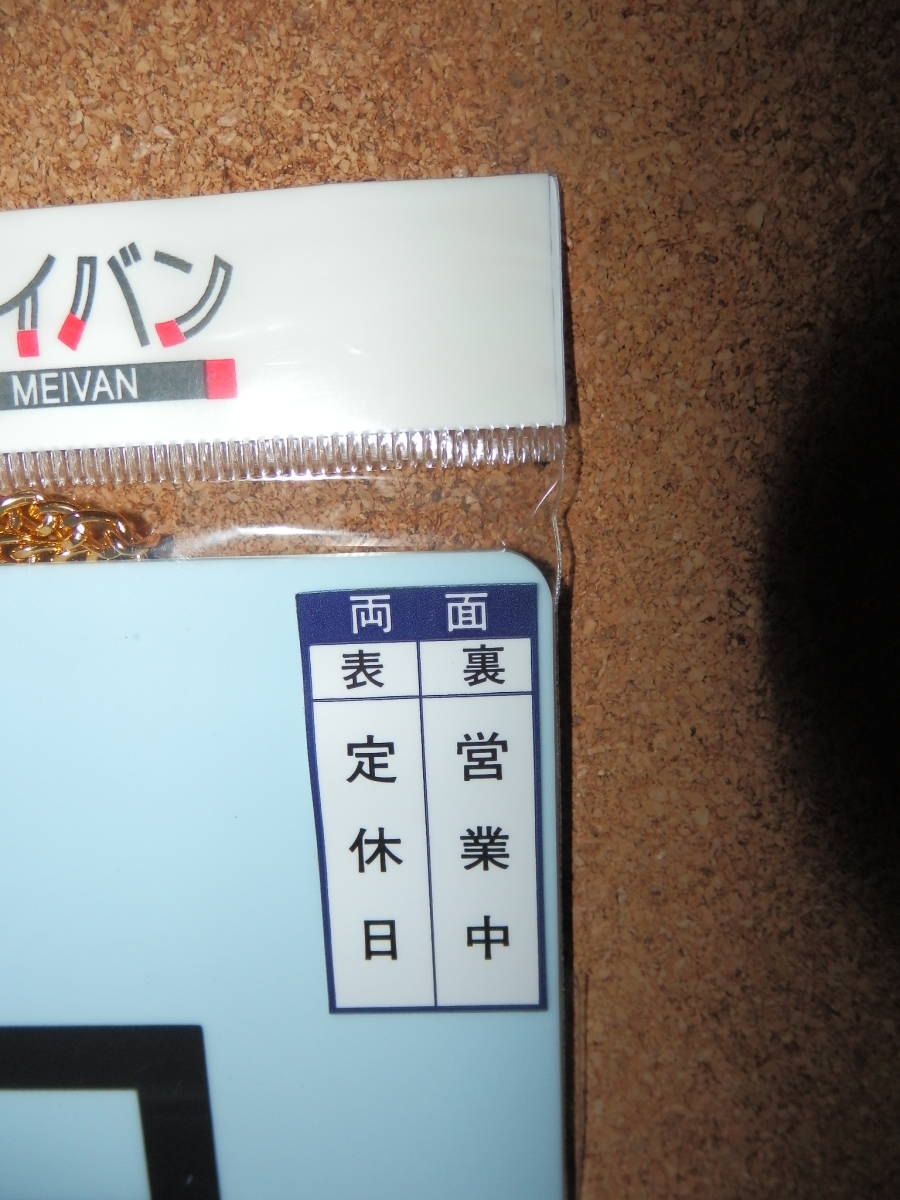 イバン
MEIVAN
両面
表
裏
定休日
営業中